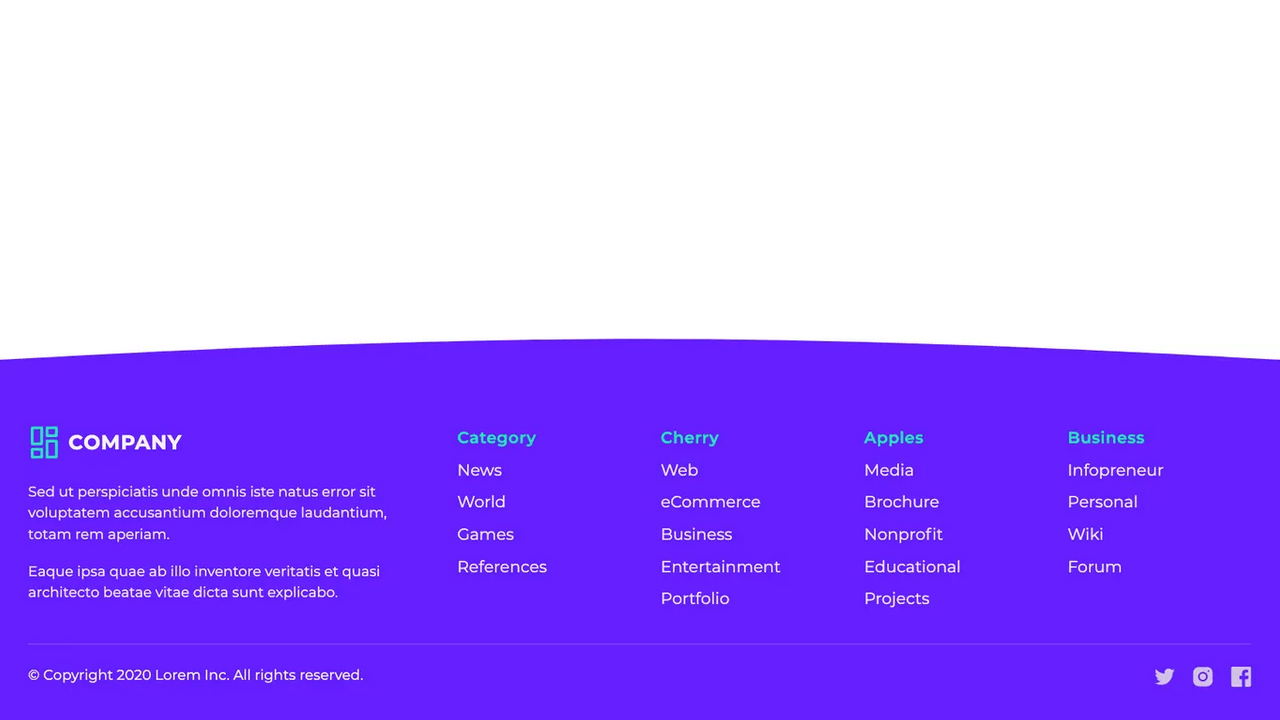 COMPANY
Sed ut perspiciatis unde omnis iste natus error sit
voluptatem accusantium doloremque laudantium,
totam rem aperiam.
Eaque ipsa quae ab illo inventore veritatis et quasi
architecto beatae vitae dicta sunt explicabo.
Category
News
World
Games
References
Cherry
Web
eCommerce
Business
Entertainment
Portfolio
Apples
Media
Brochure
Nonprofit
Educational
Projects
Business
Infopreneur
Personal
Wiki
Forum
© Copyright 2020 Lorem Inc. All rights reserved.